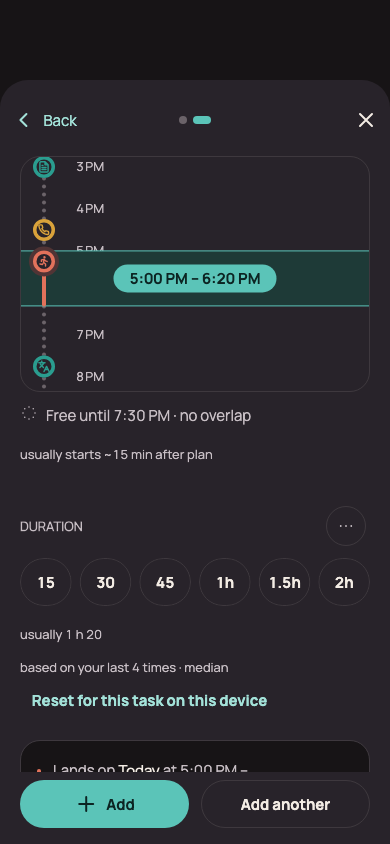 Back
3 PM
4 PM
5 PM
5:00 PM – 6:20 PM
7 PM
8 PM
Free until 7:30 PM · no overlap
usually starts ~15 min after plan
DURATION
...
15 30 45 1h 1.5h 2h
usually 1 h 20
based on your last 4 times · median
Reset for this task on this device
• Lands on Today at 5:00 PM –
+ Add
Add another